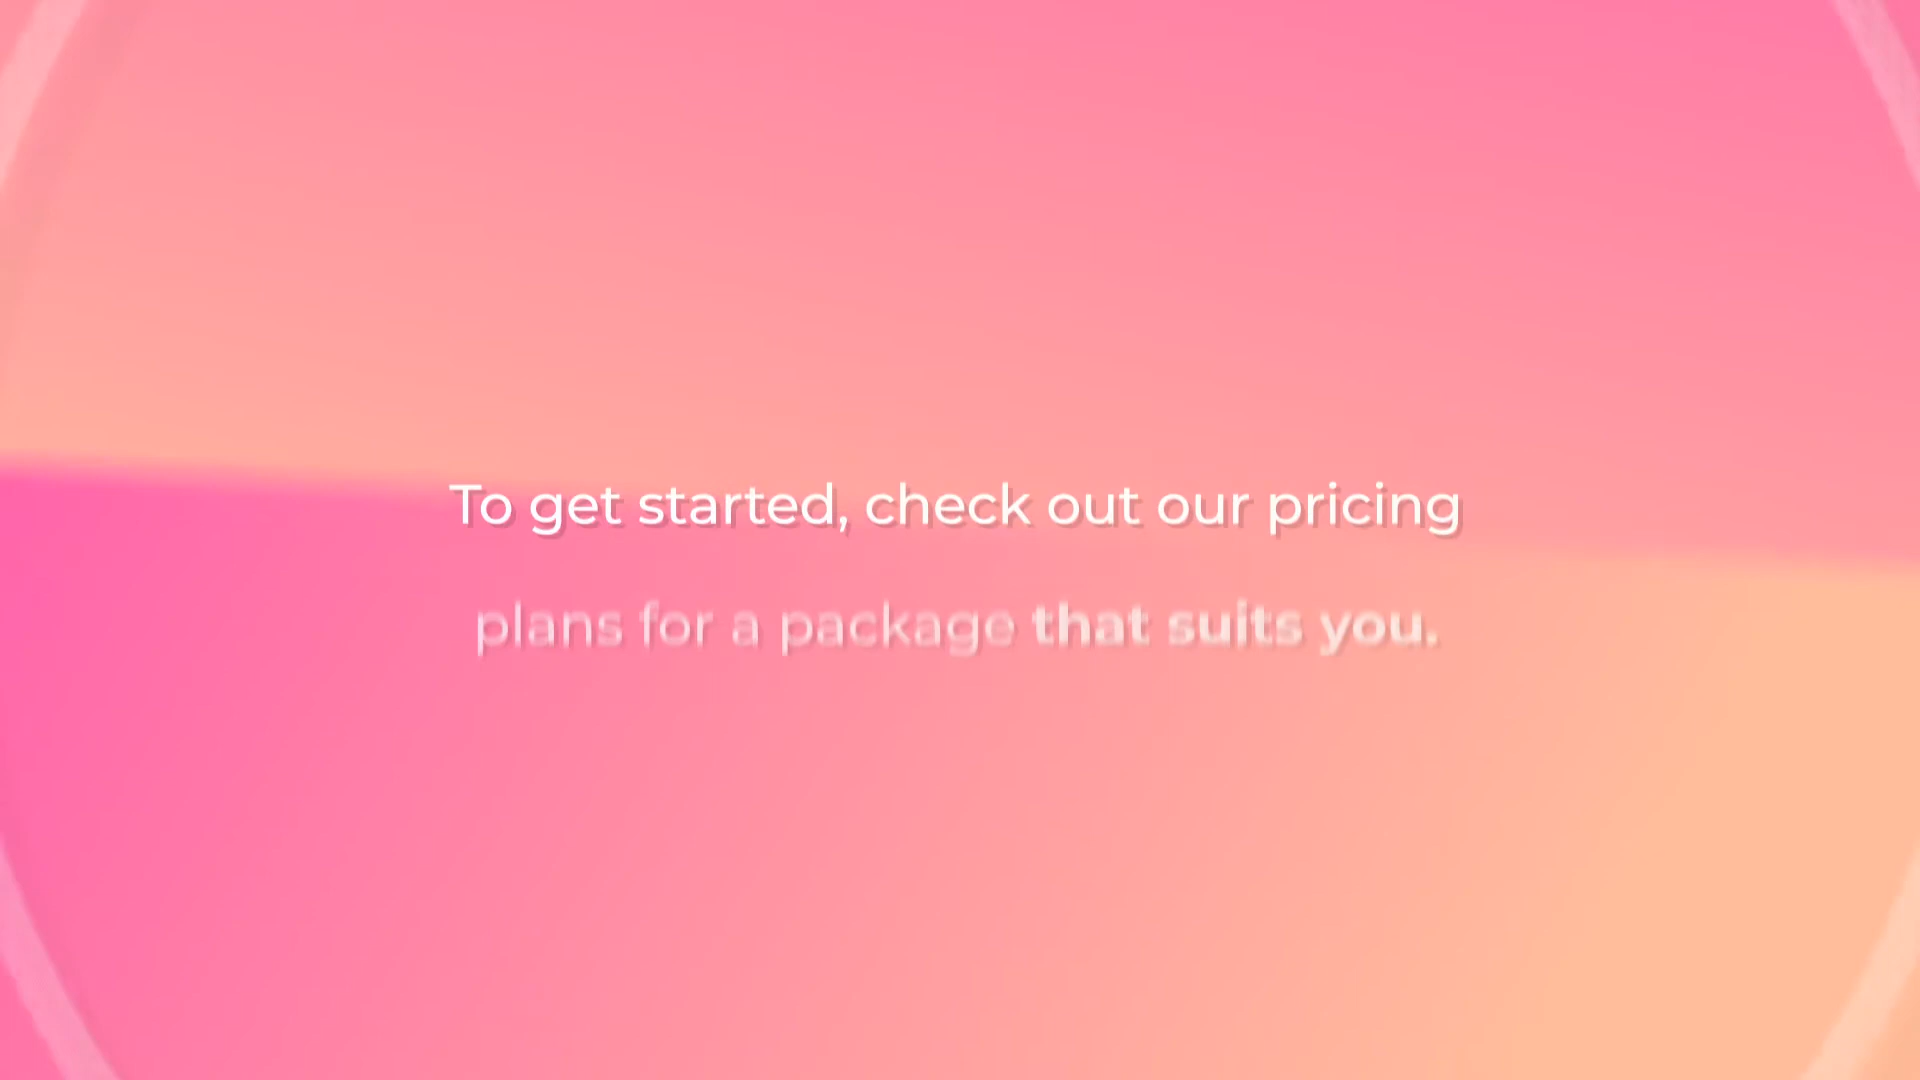 To get started, check out our pricing
plans for a package that suits you.